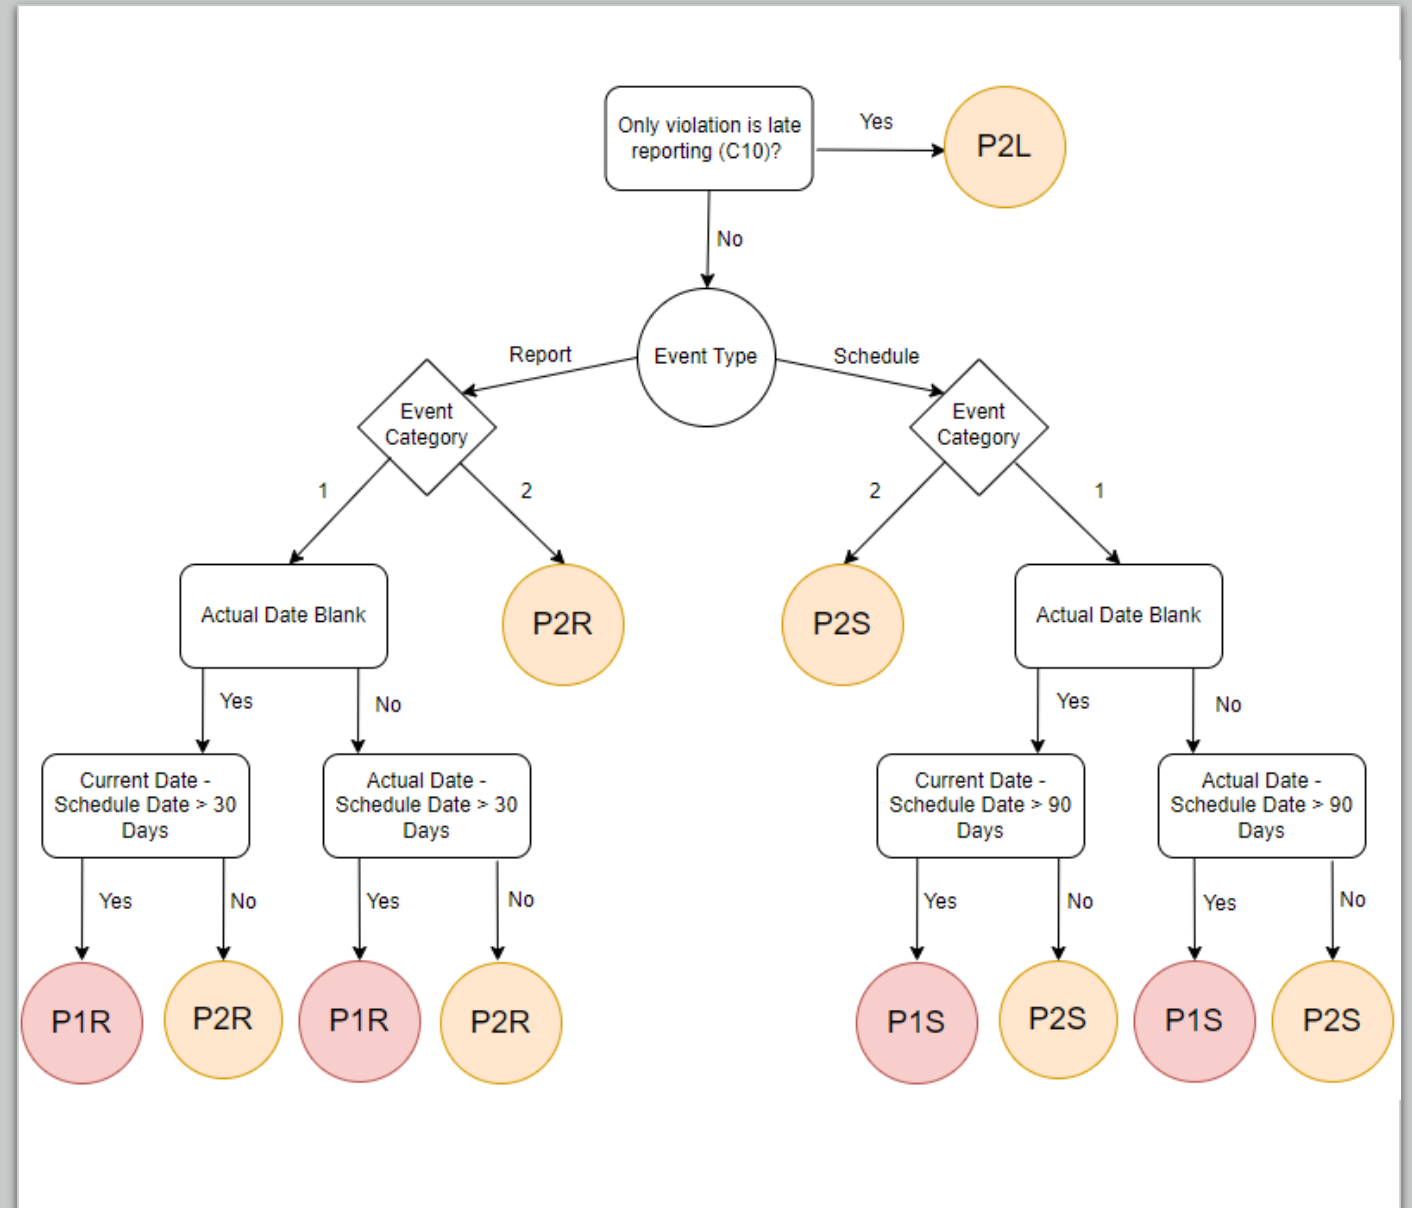 Only violation is late
reporting (C10)?
Yes
P2L
No
Event Type
Report
Schedule
Event
Category
Event
Category
1
2
2
1
Actual Date Blank
P2R
P2S
Actual Date Blank
Yes
No
Yes
No
Current Date -
Schedule Date > 30
Days
Actual Date -
Schedule Date > 30
Days
Current Date -
Schedule Date > 90
Days
Actual Date -
Schedule Date > 90
Days
Yes
No
Yes
No
Yes
No
Yes
No
P1R
P2R
P1R
P2R
P1S
P2S
P1S
P2S